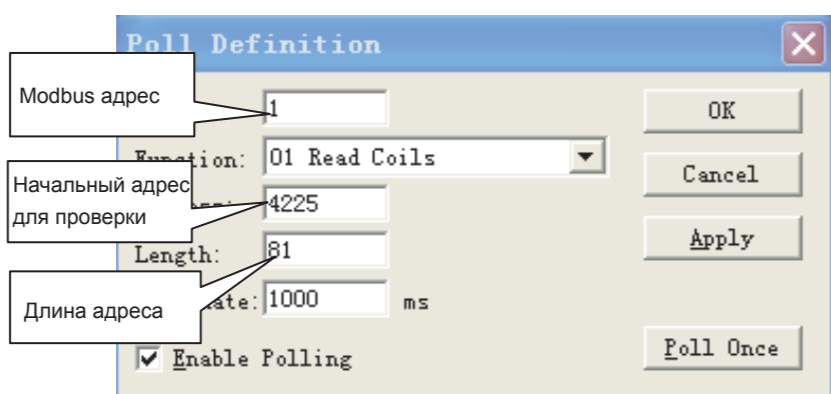 Poll Definition
Modbus адрес
1
OK
Function: 01 Read Coils
Cancel
Начальный адрес
для проверки
4225
Apply
Length: 81
Длина адреса
1000 ms
Enable Polling
Poll Once